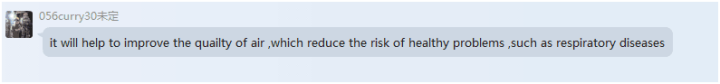 056curry30未定
it will help to improve the quailty of air ,which reduce the risk of healthy problems ,such as respiratory diseases